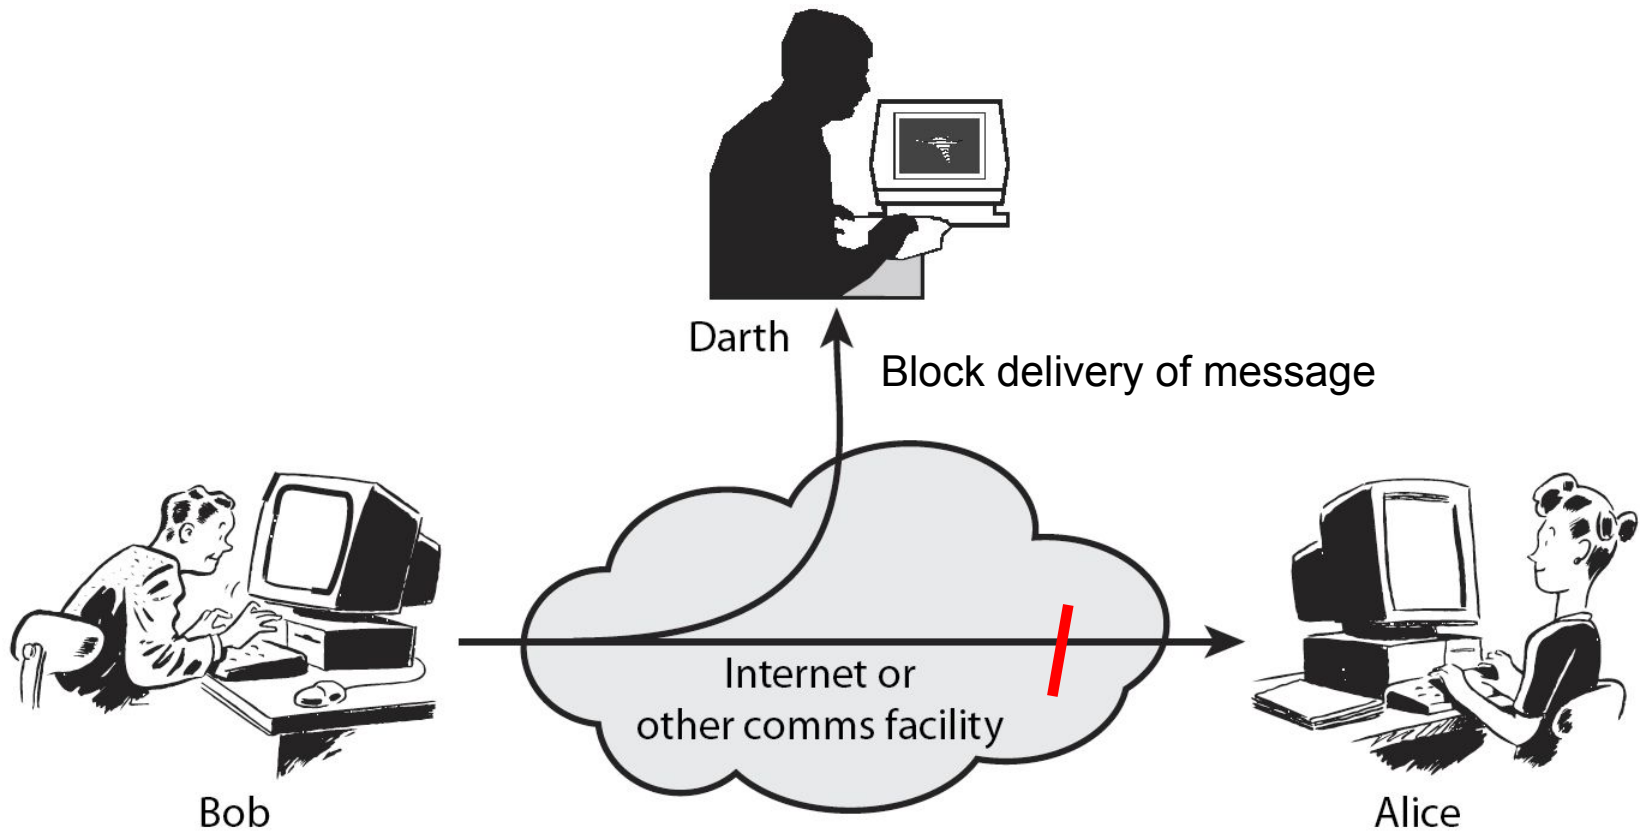 Darth
Block delivery of message
Internet or
other comms facility
Bob
Alice